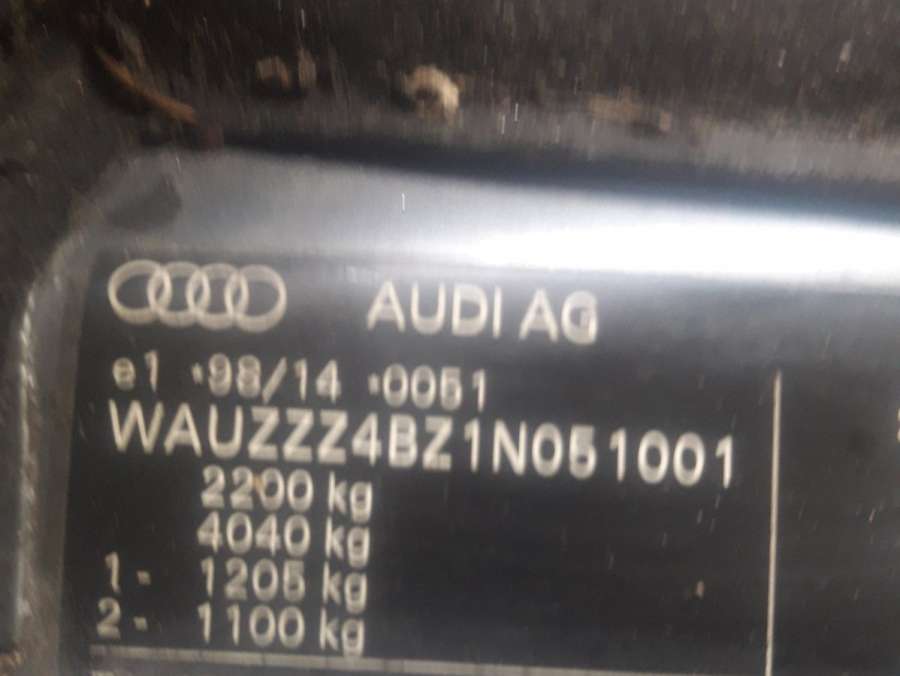 AUDI AG
e1 *98/14 *0051
WAUZZZ4BZ1N051001
2200 kg
4040 kg
1- 1205 kg
2- 1100 kg